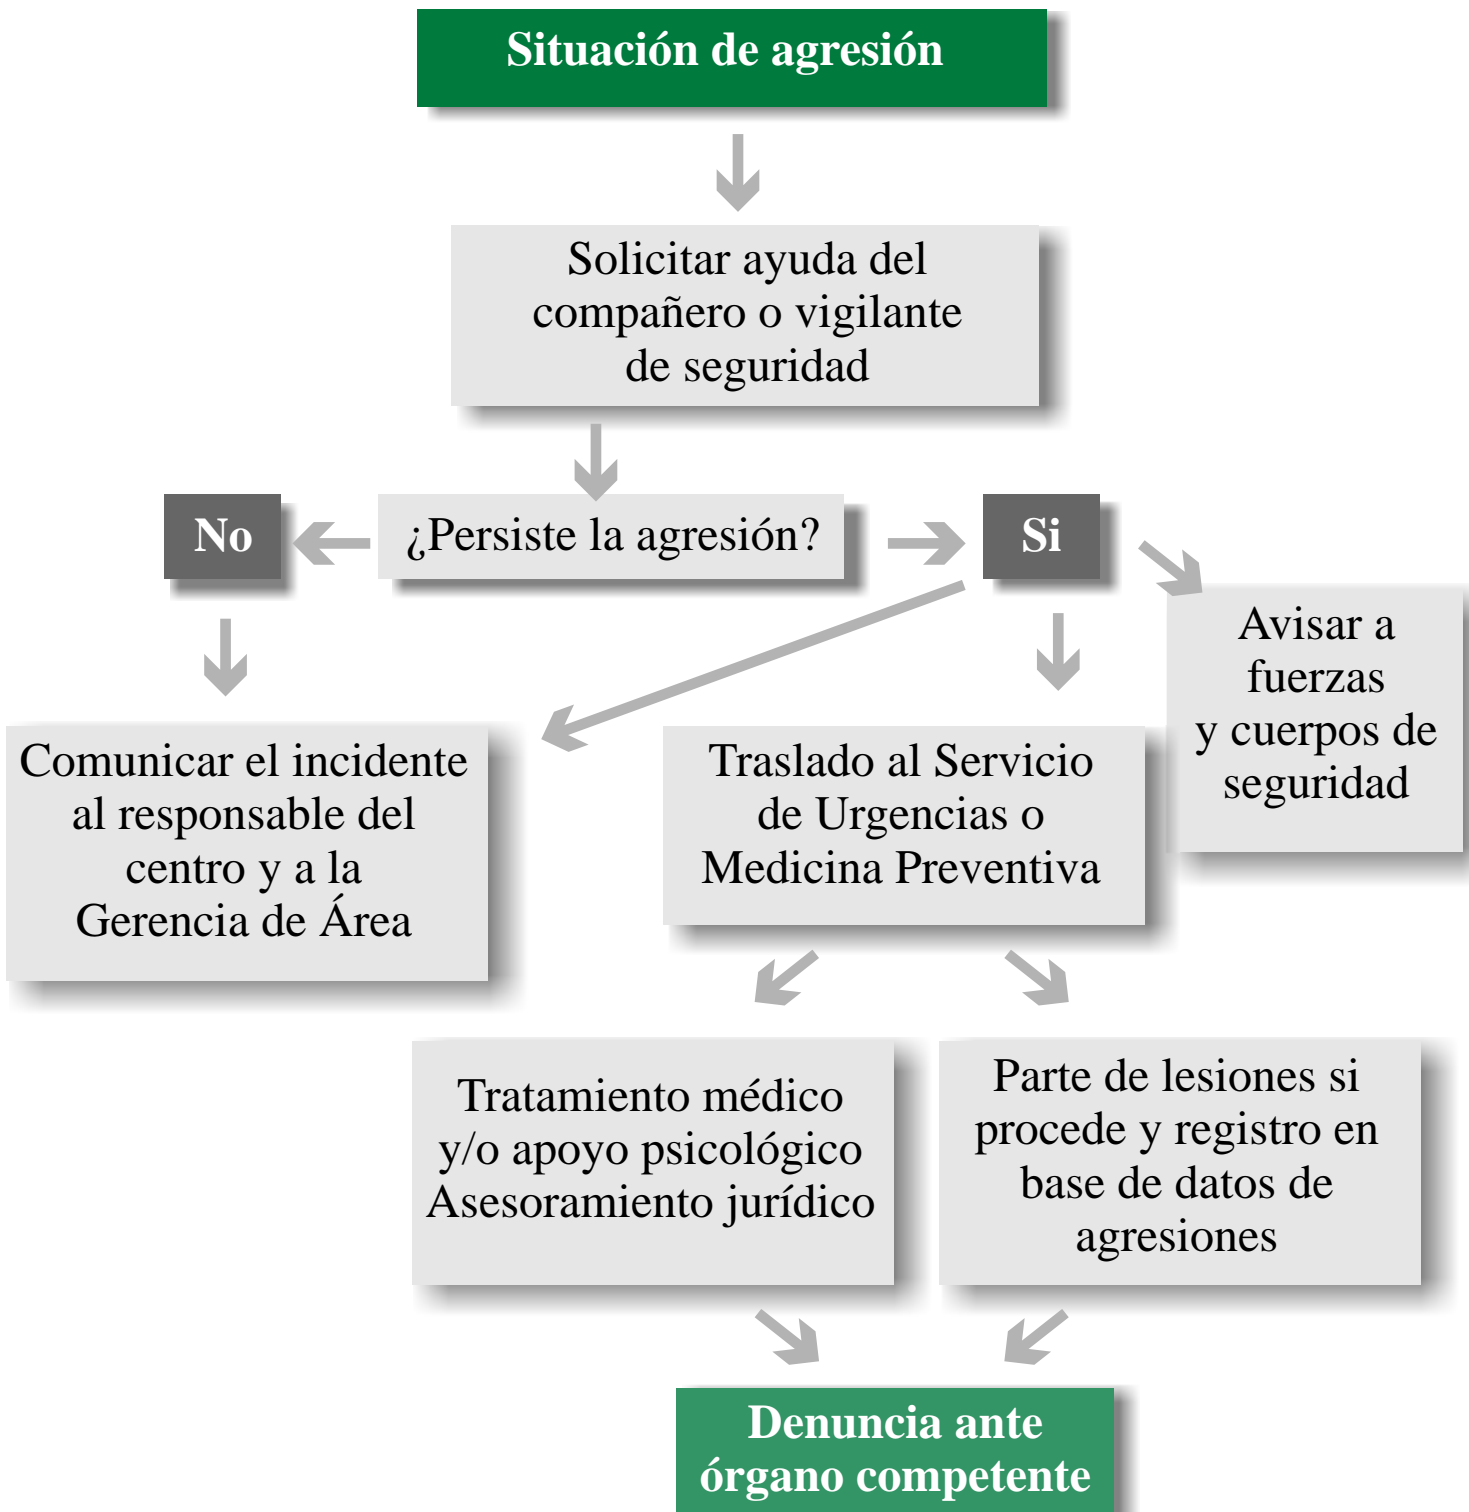 Situación de agresión
Solicitar ayuda del
compañero o vigilante
de seguridad
No
¿Persiste la agresión?
Si
Avisar a
fuerzas
y cuerpos de
seguridad
Comunicar el incidente
al responsable del
centro y a la
Gerencia de Área
Traslado al Servicio
de Urgencias o
Medicina Preventiva
Tratamiento médico
y/o apoyo psicológico
Asesoramiento jurídico
Parte de lesiones si
procede y registro en
base de datos de
agresiones
Denuncia ante
órgano competente